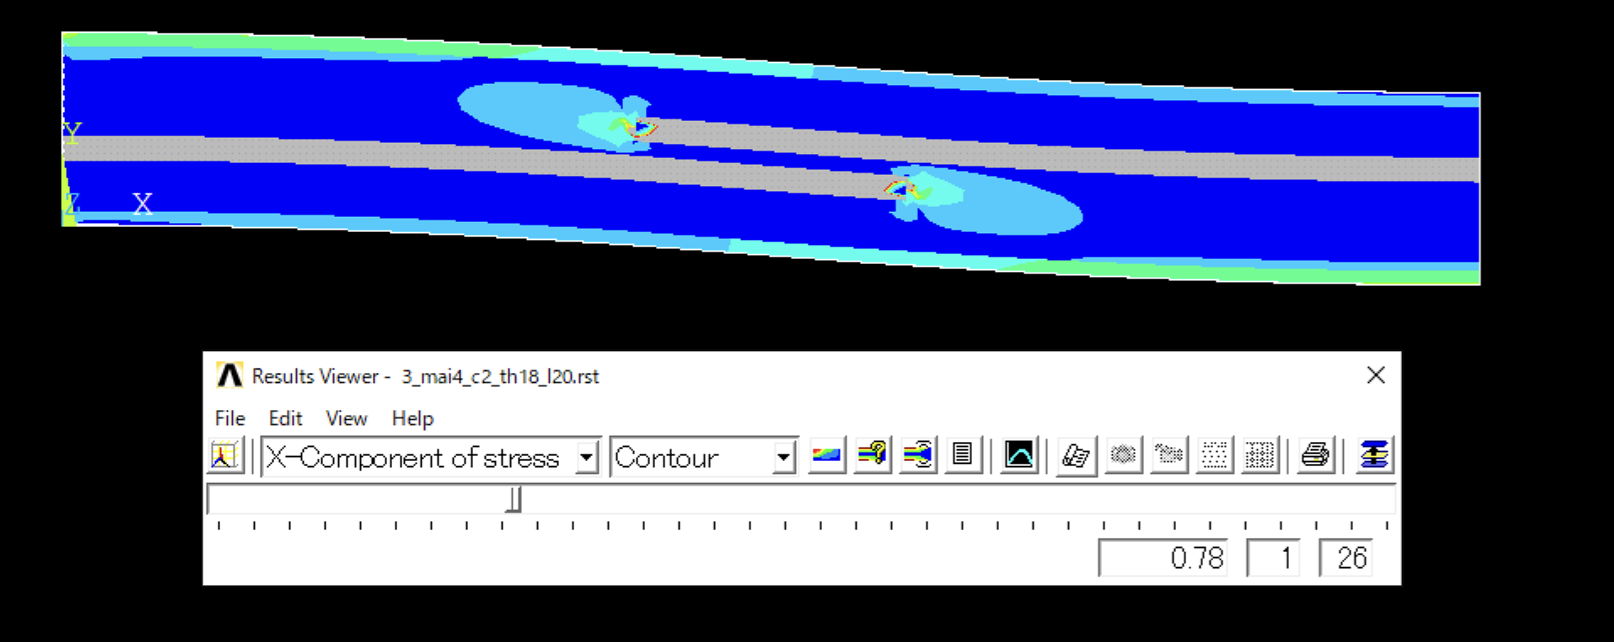 Y
Z X
Results Viewer - 3_mai4_c2_th18_l20.rst
File Edit View Help
X-Component of stress Contour
0.78 1 26